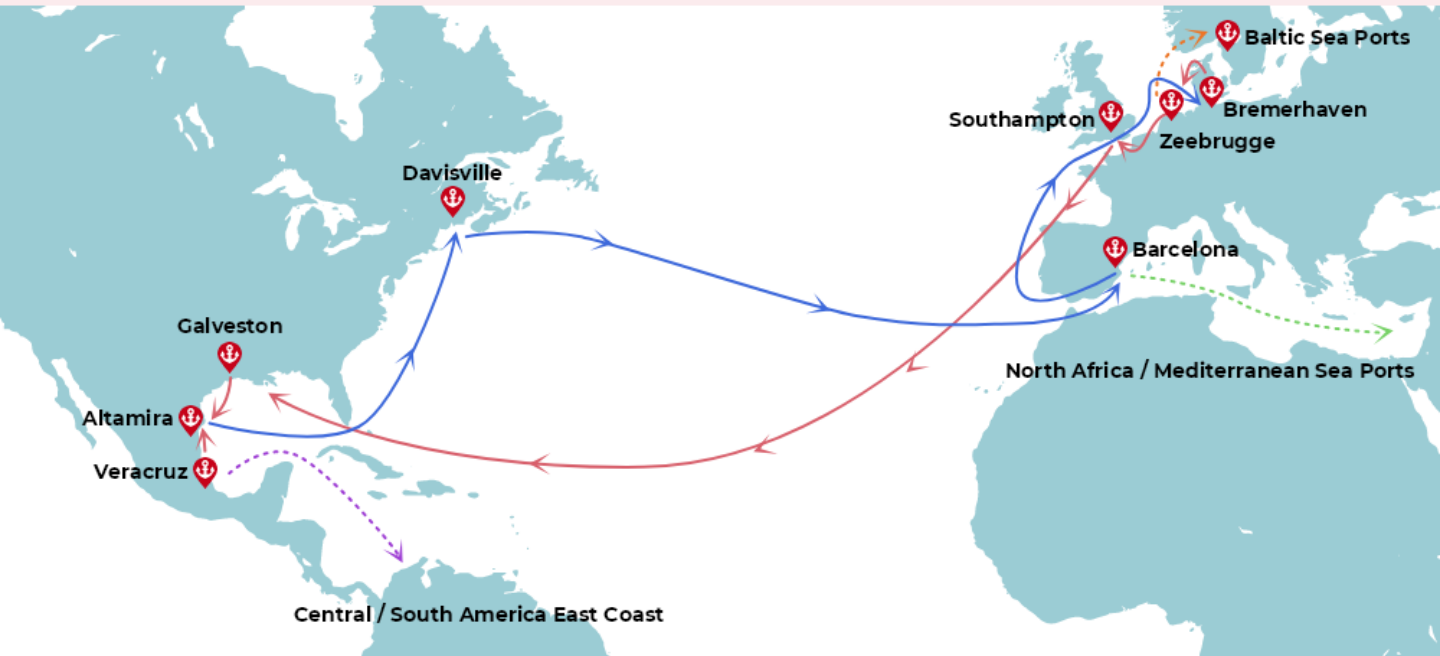 Baltic Sea Ports
Bremerhaven
Southampton
Zeebrugge
Davisville
Barcelona
Galveston
North Africa / Mediterranean Sea Ports
Altamira
Veracruz
Central / South America East Coast